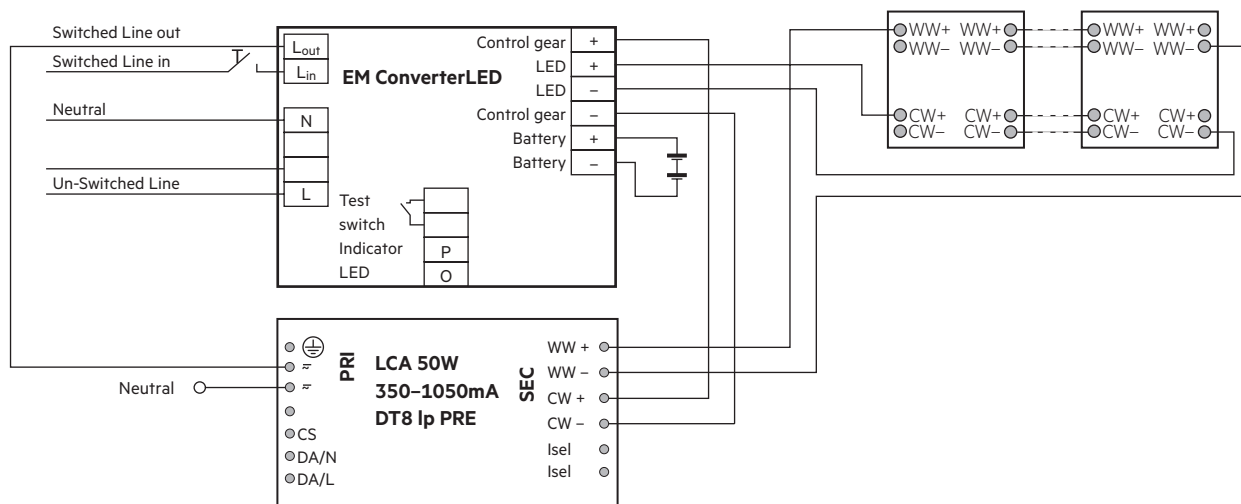 Switched Line out
Switched Line in
Neutral
Un-Switched Line
Lout
Lin
N
L
EM ConverterLED
Control gear +
LED +
LED –
Control gear –
Battery +
Battery –
Test
switch
Indicator P
LED O
WW+ WW+ WW+ WW+
WW– WW– WW– WW–
CW+ CW+ CW+ CW+
CW– CW– CW– CW–
Neutral
PRI
LCA 50W
350–1050mA
DT8 lp PRE
SEC
CS
DA/N
DA/L
WW +
WW –
CW +
CW –
Isel
Isel